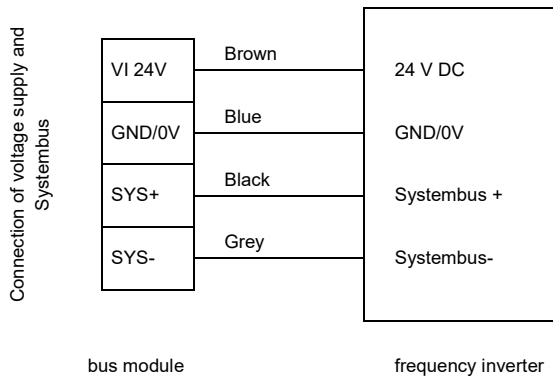 Connection of voltage supply and
Systembus
VI 24V
Brown
24 V DC
GND/0V
Blue
GND/0V
SYS+
Black
Systembus +
SYS-
Grey
Systembus-
bus module
frequency inverter